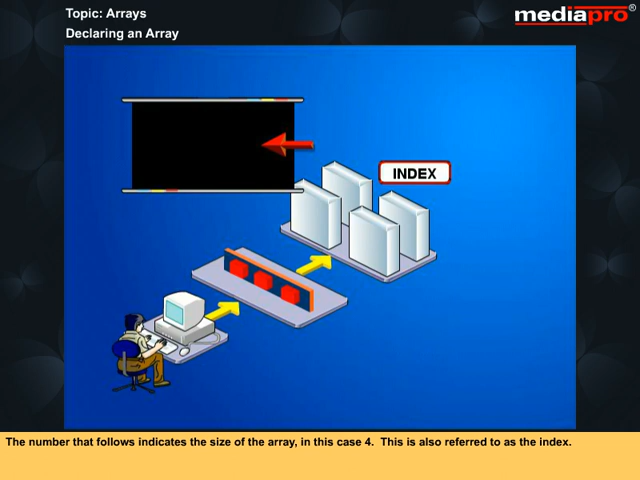 Topic: Arrays
mediapro®
Declaring an Array
INDEX
The number that follows indicates the size of the array, in this case 4.  This is also referred to as the index.